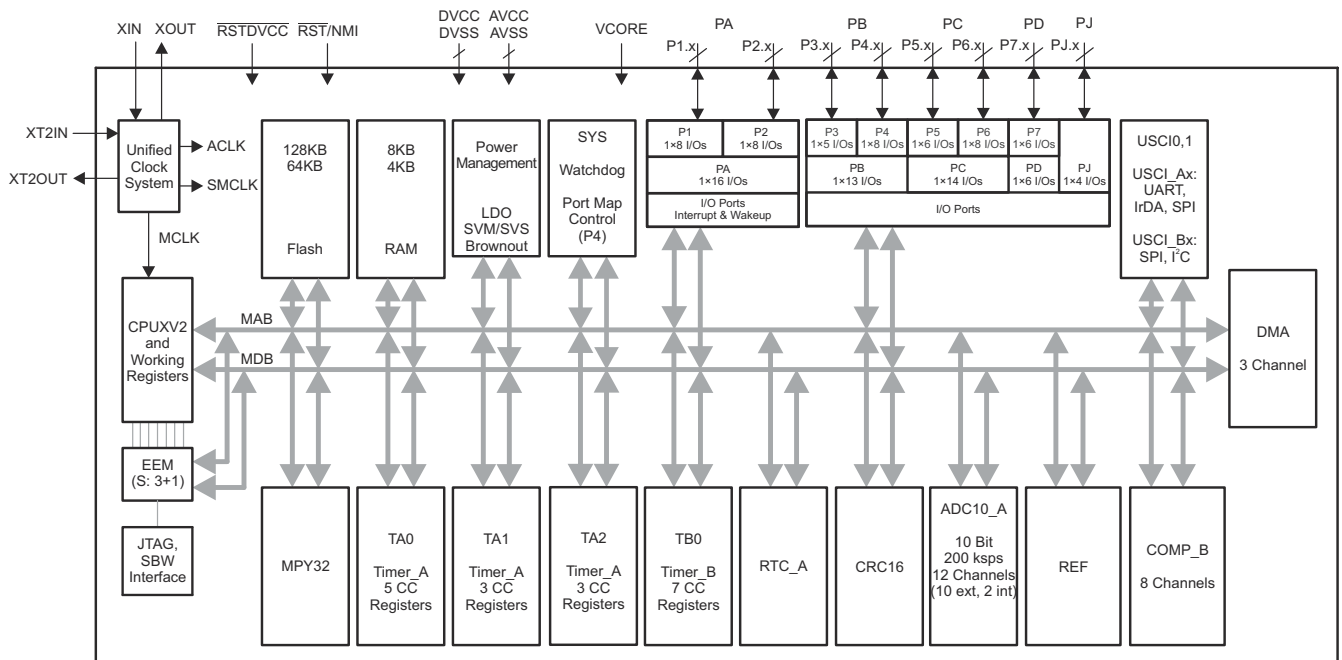 XIN
XOUT
RSTDVCC
RST/NMI
DVCC
DVSS
AVCC
AVSS
VCORE
PA
P1.x
P2.x
PB
P3.x
P4.x
PC
P5.x
P6.x
PD
P7.x
PJ
PJ.x
XT2IN
XT2OUT
Unified
Clock
System
ACLK
SMCLK
MCLK
128KB
64KB
Flash
8KB
4KB
RAM
Power
Management
LDO
SVM/SVS
Brownout
SYS
Watchdog
Port Map
Control
(P4)
P1
1×8 I/Os
P2
1×8 I/Os
PA
1×16 I/Os
I/O Ports
Interrupt & Wakeup
P3
1×5 I/Os
P4
1×8 I/Os
P5
1×6 I/Os
P6
1×8 I/Os
P7
1×6 I/Os
PB
1×13 I/Os
PC
1×14 I/Os
PD
1×6 I/Os
PJ
1×4 I/Os
I/O Ports
USCI0,1
USCI_Ax:
UART,
IrDA, SPI
USCI_Bx:
SPI, I²C
CPUXV2
and
Working
Registers
MAB
MDB
DMA
3 Channel
EEM
(S: 3+1)
JTAG,
SBW
Interface
MPY32
TA0
Timer_A
5 CC
Registers
TA1
Timer_A
3 CC
Registers
TA2
Timer_A
3 CC
Registers
TB0
Timer_B
7 CC
Registers
RTC_A
CRC16
ADC10_A
10 Bit
200 ksps
12 Channels
(10 ext, 2 int)
REF
COMP_B
8 Channels